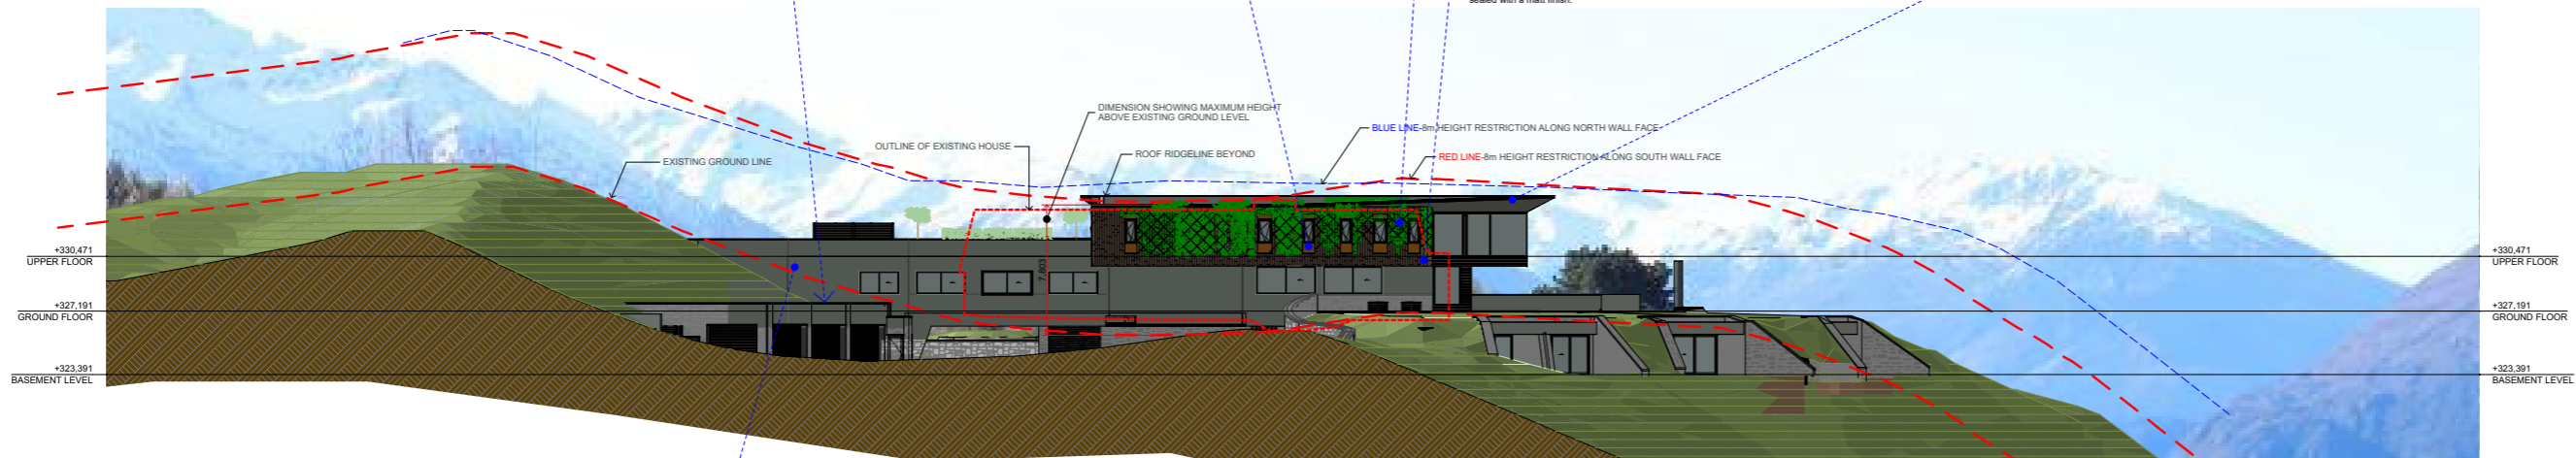 sealed with a matt finish.
DIMENSION SHOWING MAXIMUM HEIGHT
ABOVE EXISTING GROUND LEVEL
BLUE LINE-8m HEIGHT RESTRICTION ALONG NORTH WALL FACE
OUTLINE OF EXISTING HOUSE
ROOF RIDGELINE BEYOND
RED LINE-8m HEIGHT RESTRICTION ALONG SOUTH WALL FACE
EXISTING GROUND LINE
+330,471
UPPER FLOOR
+330,471
UPPER FLOOR
7,803
+327,191
GROUND FLOOR
+327,191
GROUND FLOOR
+323,391
BASEMENT LEVEL
+323,391
BASEMENT LEVEL